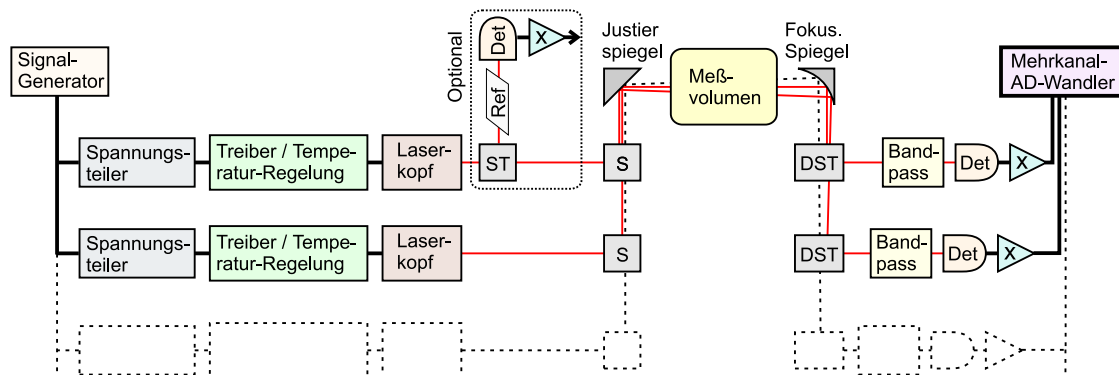 Signal-
Generator
Optional
Det
X
Ref
Justier
spiegel
Fokus.
Spiegel
Meß-
volumen
Mehrkanal-
AD-Wandler
Spannungs-
teiler
Treiber / Tempe-
ratur-Regelung
Laser-
kopf
ST
S
DST
Band-
pass
Det
X
Spannungs-
teiler
Treiber / Tempe-
ratur-Regelung
Laser-
kopf
S
DST
Band-
pass
Det
X